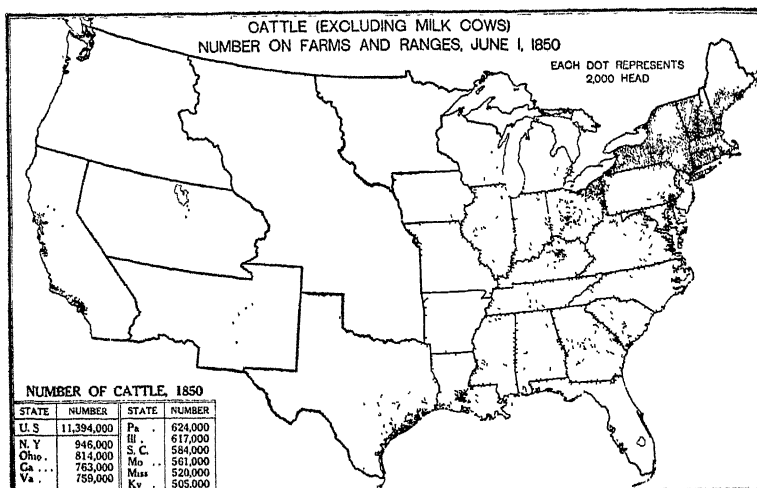 CATTLE (EXCLUDING MILK COWS)
NUMBER ON FARMS AND RANGES, JUNE 1, 1850
EACH DOT REPRESENTS
2,000 HEAD
NUMBER OF CATTLE, 1850
STATE NUMBER STATE NUMBER
U. S 11,394,000 Pa . 624,000
Ill . 617,000
N. Y 946,000 S. C. 584,000
Ohio . 814,000 Mo .. 561,000
Ga ... 763,000 Miss 520,000
Va . 759,000 Ky . 505,000